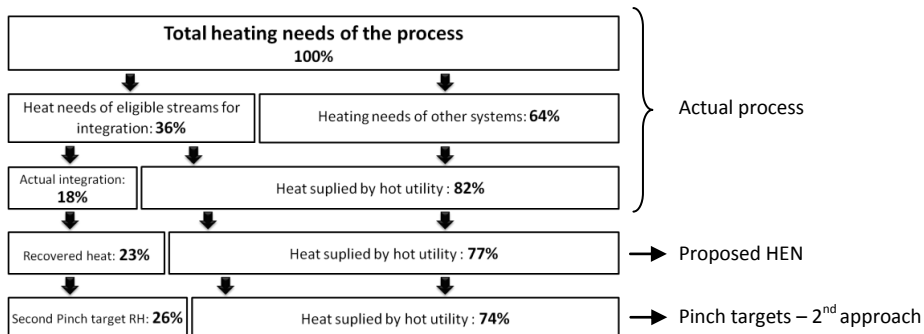 Total heating needs of the process
100%
Heat needs of eligible streams for
integration: 36%
Heating needs of other systems: 64%
Actual process
Actual integration:
18%
Heat suplied by hot utility : 82%
Recovered heat: 23%
Heat suplied by hot utility : 77%
Proposed HEN
Second Pinch target RH: 26%
Heat suplied by hot utility : 74%
Pinch targets – 2nd approach